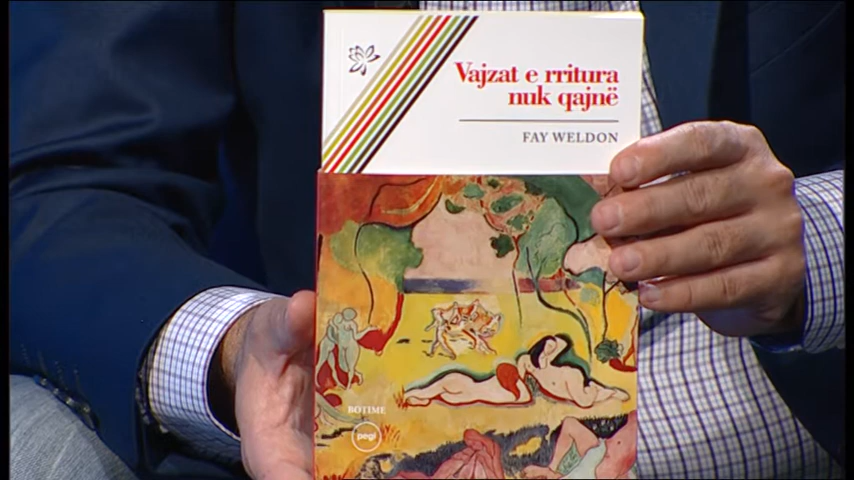 Vajzat e rritura
nuk qajnë
FAY WELDON
BOTIME
pegi